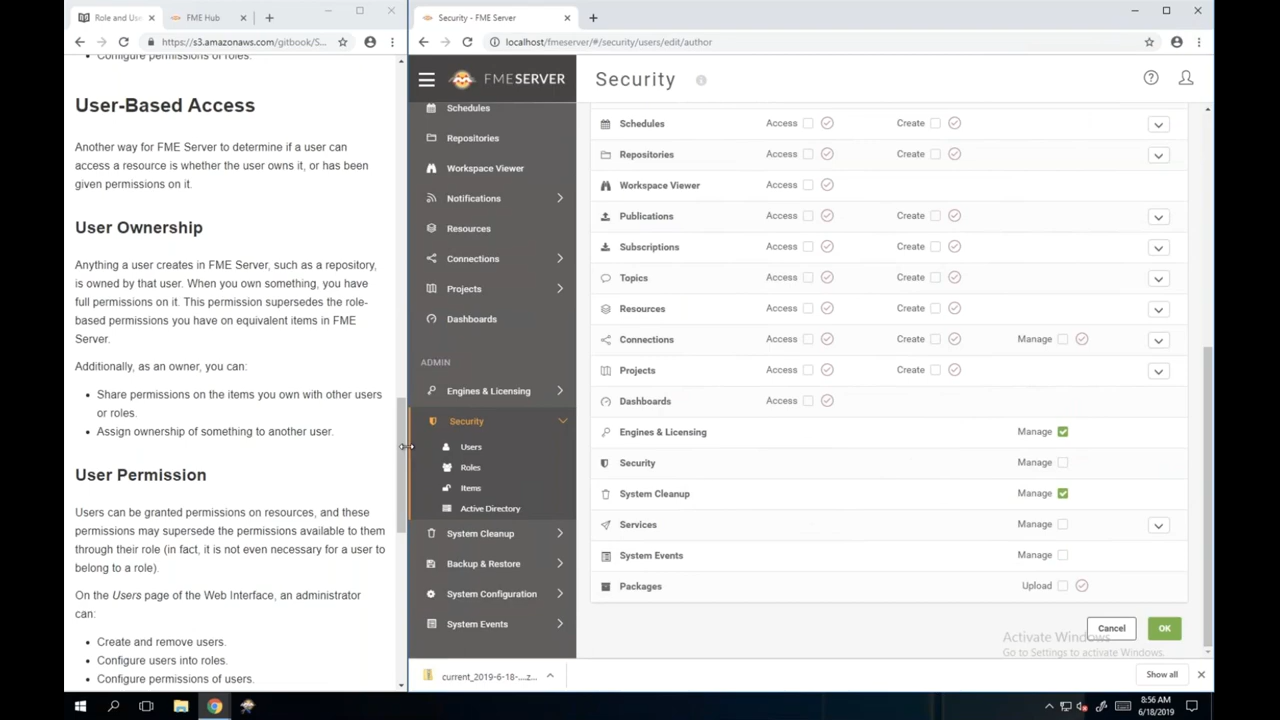 Role and Use
FME Hub
https://s3.amazonaws.com/gitbook/S...
Configure permissions of roles.
User-Based Access
Another way for FME Server to determine if a user can
access a resource is whether the user owns it, or has been
given permissions on it.
User Ownership
Anything a user creates in FME Server, such as a repository,
is owned by that user. When you own something, you have
full permissions on it. This permission supersedes the role-
based permissions you have on equivalent items in FME
Server.
Additionally, as an owner, you can:
Share permissions on the items you own with other users
or roles.
Assign ownership of something to another user.
User Permission
Users can be granted permissions on resources, and these
permissions may supersede the permissions available to them
through their role (in fact, it is not even necessary for a user to
belong to a role).
On the Users page of the Web Interface, an administrator
can:
Create and remove users.
Configure users into roles.
Configure permissions of users.
Security - FME Server
localhost/fmeserver/#/security/users/edit/author
FMESERVER
Schedules
Repositories
Workspace Viewer
Notifications
Resources
Connections
Projects
Dashboards
ADMIN
Engines & Licensing
Security
Users
Roles
Items
Active Directory
System Cleanup
Backup & Restore
System Configuration
System Events
Security
Schedules Access Create
Repositories Access Create
Workspace Viewer Access
Publications Access Create
Subscriptions Access Create
Topics Access Create
Resources Access Create
Connections Access Create Manage
Projects Access Create
Dashboards Access
Engines & Licensing Manage
Security Manage
System Cleanup Manage
Services Manage
System Events Manage
Packages Upload
Cancel OK
Activate Windows
Go to Settings to activate Windows.
current_2019-6-18-....z...
Show all
8:56 AM
6/18/2019